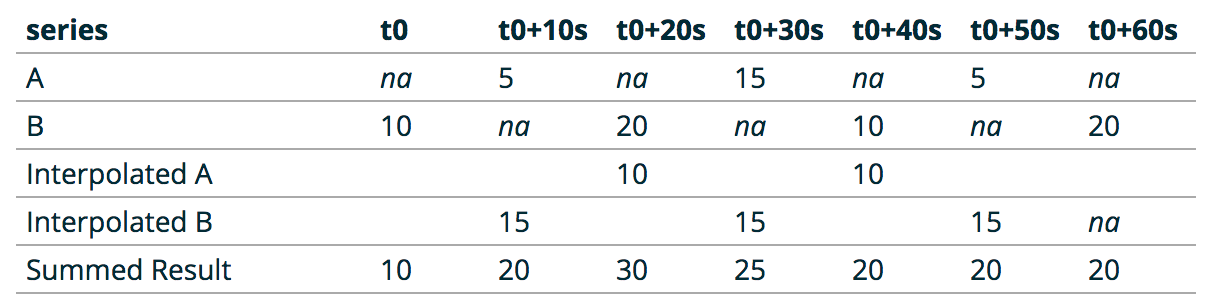 series t0 t0+10s t0+20s t0+30s t0+40s t0+50s t0+60s
A na 5 na 15 na 5 na
B 10 na 20 na 10 na 20
Interpolated A 10 10
Interpolated B 15 15 15 na
Summed Result 10 20 30 25 20 20 20